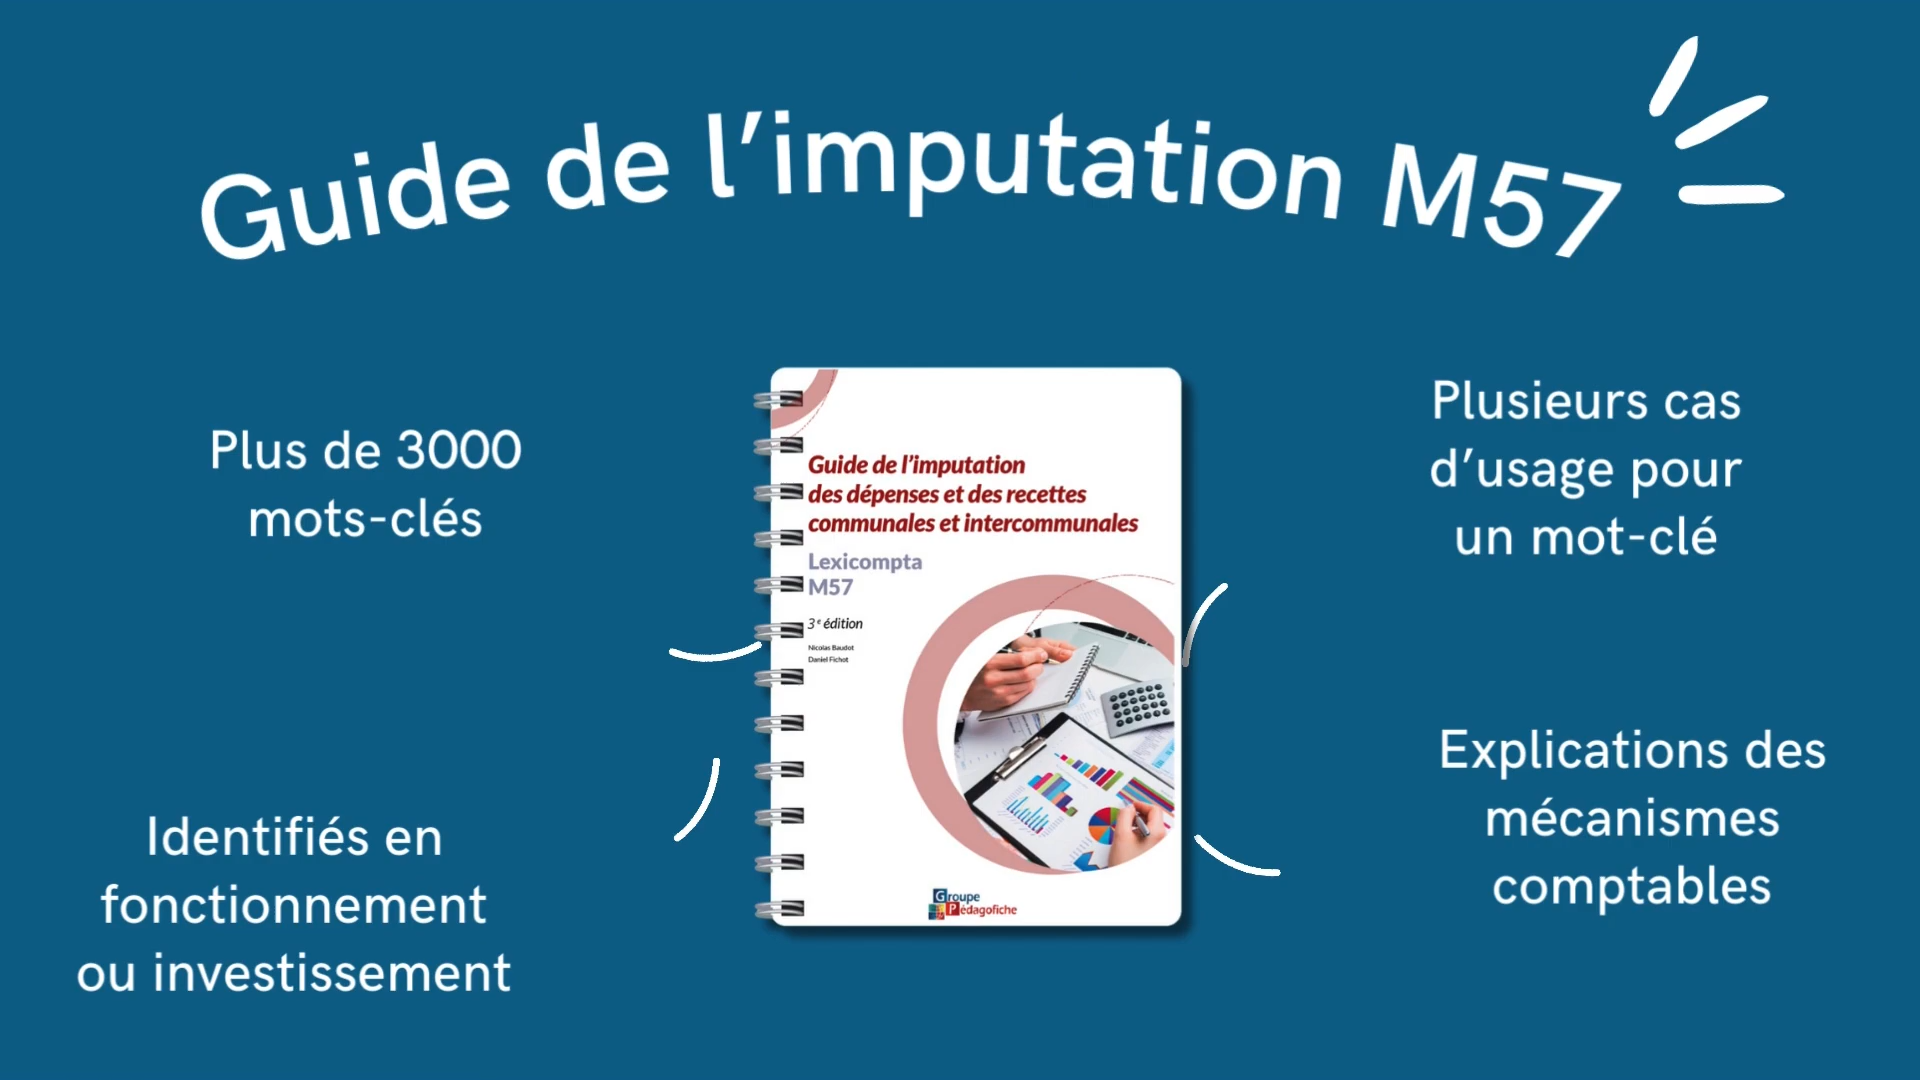 Guide de l’imputation M57
Plus de 3000
mots-clés
Identifiés en
fonctionnement
ou investissement
Guide de l’imputation
des dépenses et des recettes
communales et intercommunales
Lexicompta
M57
3e édition
Nicolas Baudot
Daniel Fichot
Groupe
Pédagofiche
Plusieurs cas
d’usage pour
un mot-clé
Explications des
mécanismes
comptables